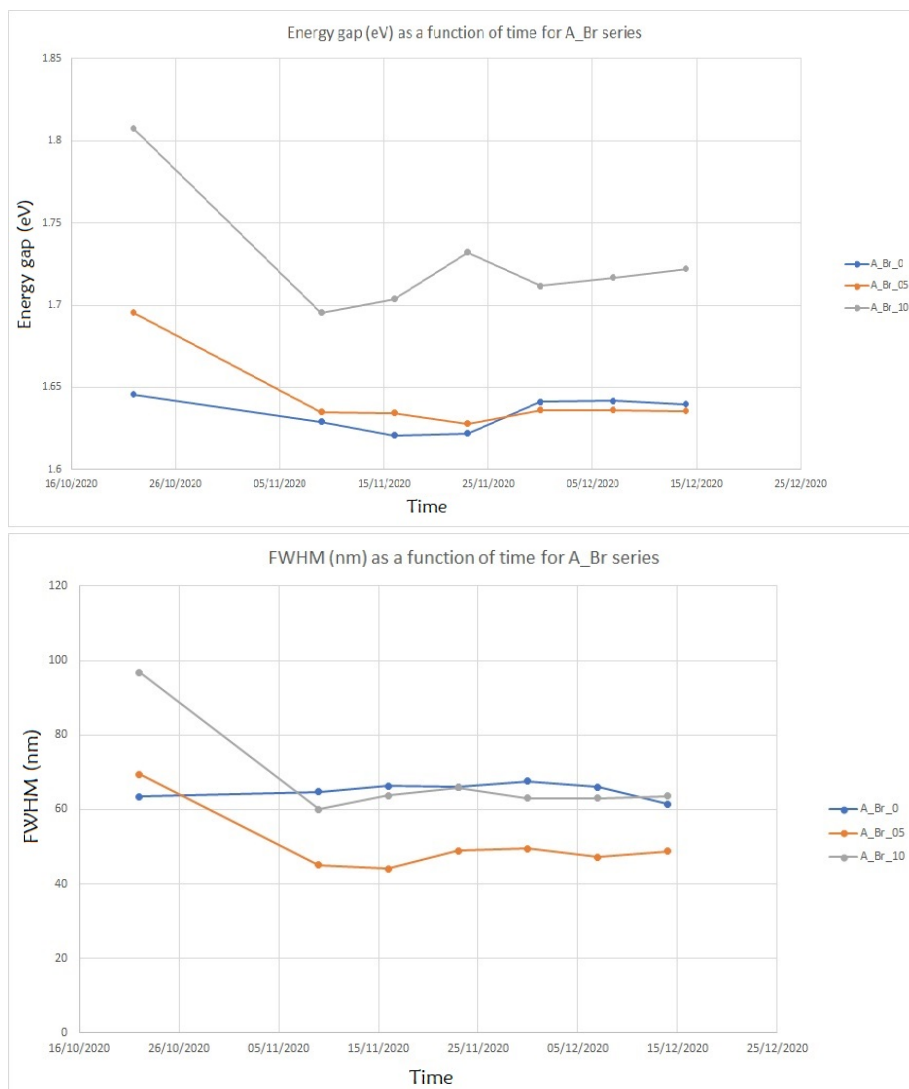 Energy gap (eV) as a function of time for A_Br series
1.85
1.8
1.75
1.7
1.65
1.6
Energy gap (eV)
16/10/2020 26/10/2020 05/11/2020 15/11/2020 25/11/2020 05/12/2020 15/12/2020 25/12/2020
Time
A_Br_0
A_Br_05
A_Br_10
FWHM (nm) as a function of time for A_Br series
120
100
80
60
40
20
0
FWHM (nm)
16/10/2020 26/10/2020 05/11/2020 15/11/2020 25/11/2020 05/12/2020 15/12/2020 25/12/2020
Time
A_Br_0
A_Br_05
A_Br_10